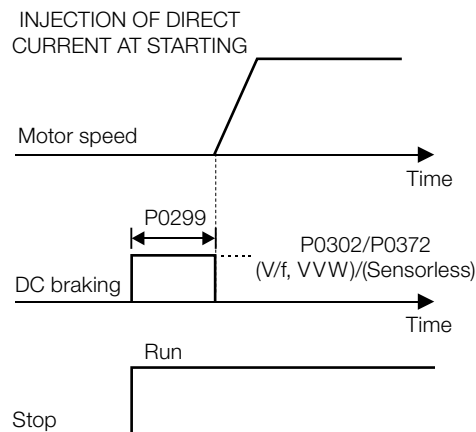 INJECTION OF DIRECT
CURRENT AT STARTING
Motor speed
Time
P0299
P0302/P0372
(V/f, VVW)/(Sensorless)
DC braking
Time
Run
Stop